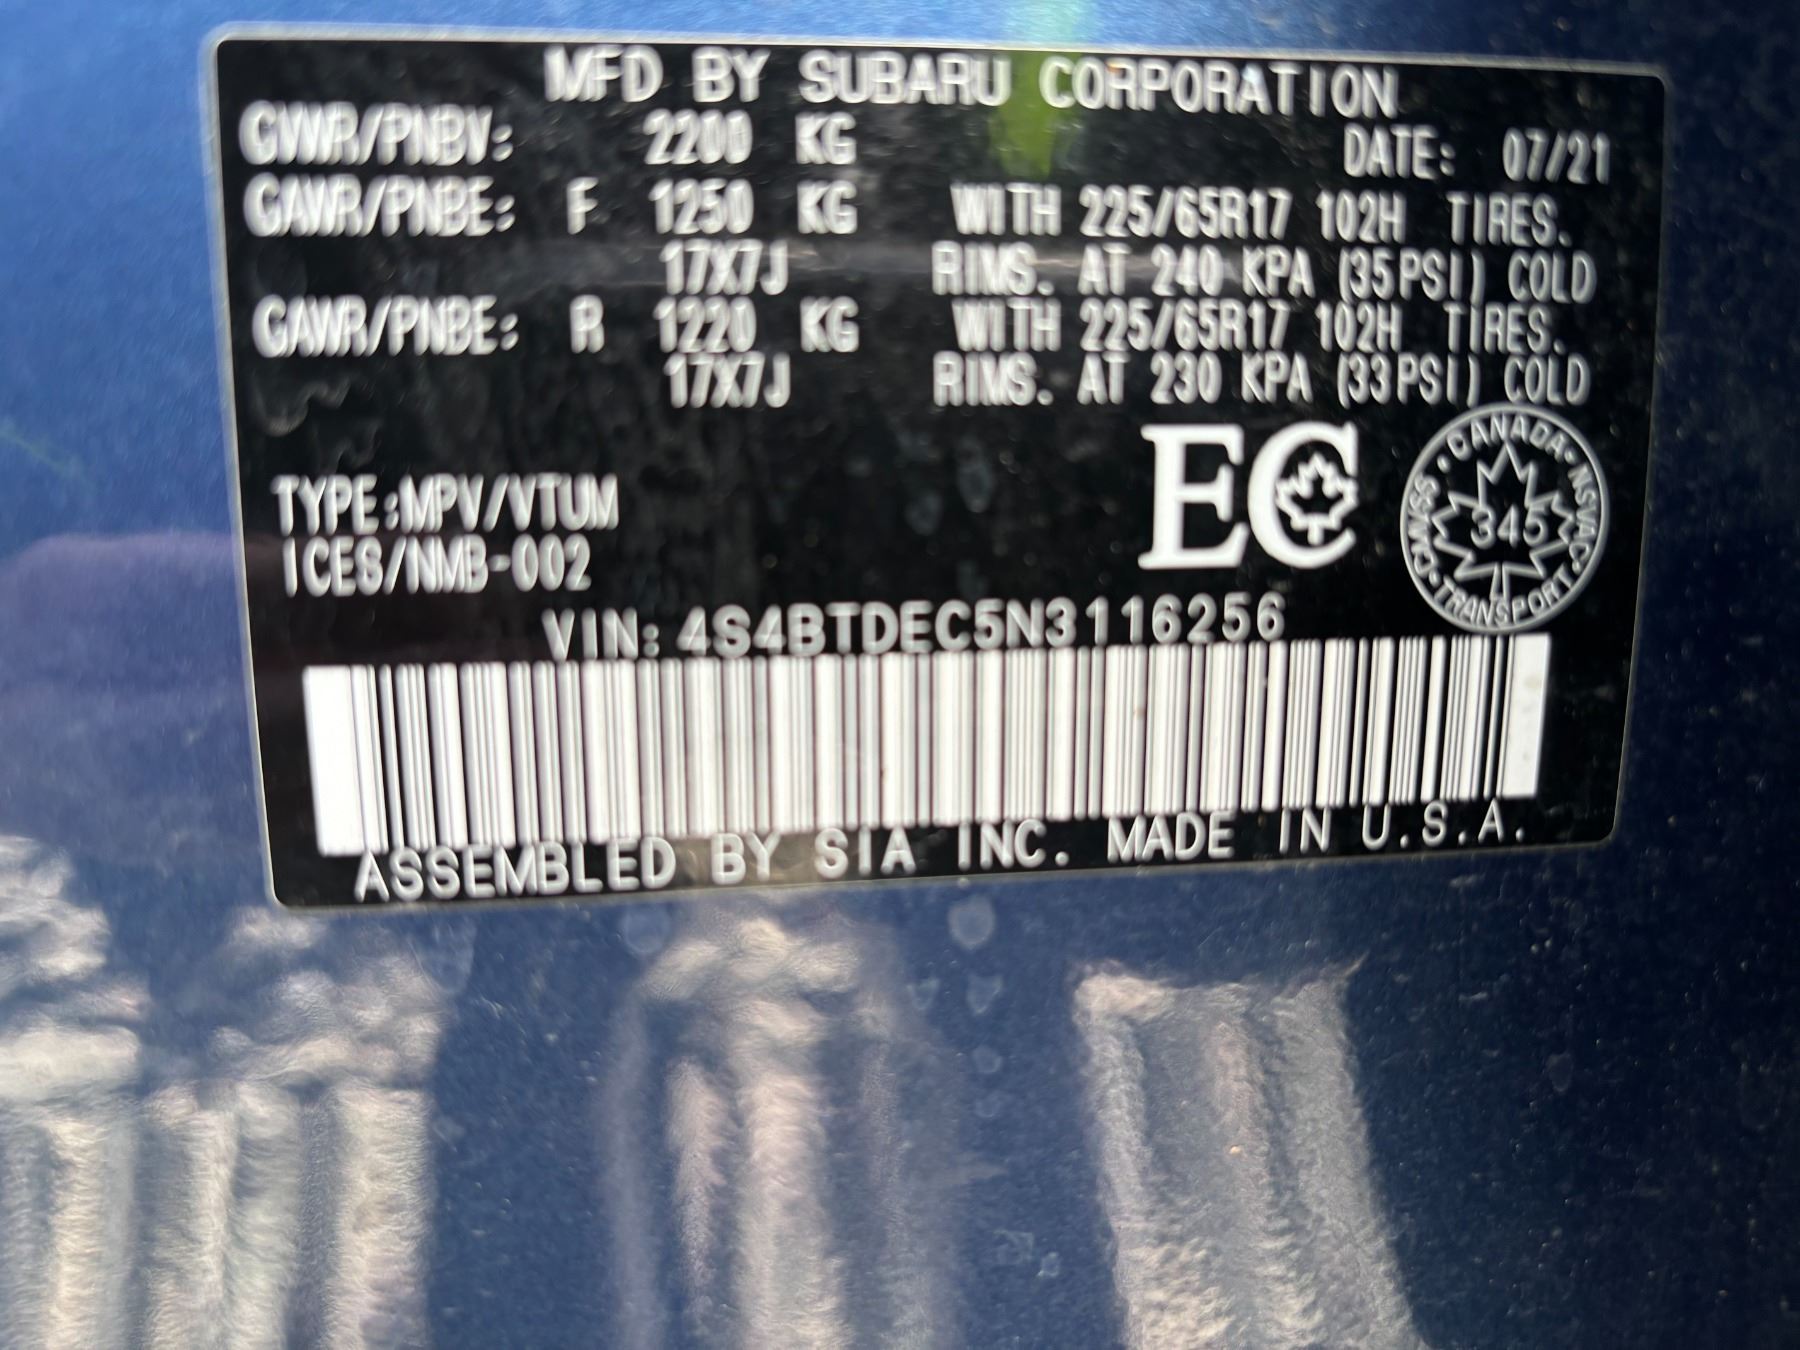 MFD BY SUBARU CORPORATION
GVWR/PNBV: 2200 KG DATE: 07/21
GAWR/PNBE: F 1250 KG WITH 225/65R17 102H TIRES.
17X7J RIMS. AT 240 KPA (35PSI) COLD
GAWR/PNBE: R 1220 KG WITH 225/65R17 102H TIRES.
17X7J RIMS. AT 230 KPA (33PSI) COLD
EC
CANADA·NSVAC·TRANSPORT·CMVSS·
345
TYPE:MPV/VTUM
ICES/NMB-002
VIN: 4S4BTDEC5N3116256
ASSEMBLED BY SIA INC. MADE IN U.S.A.